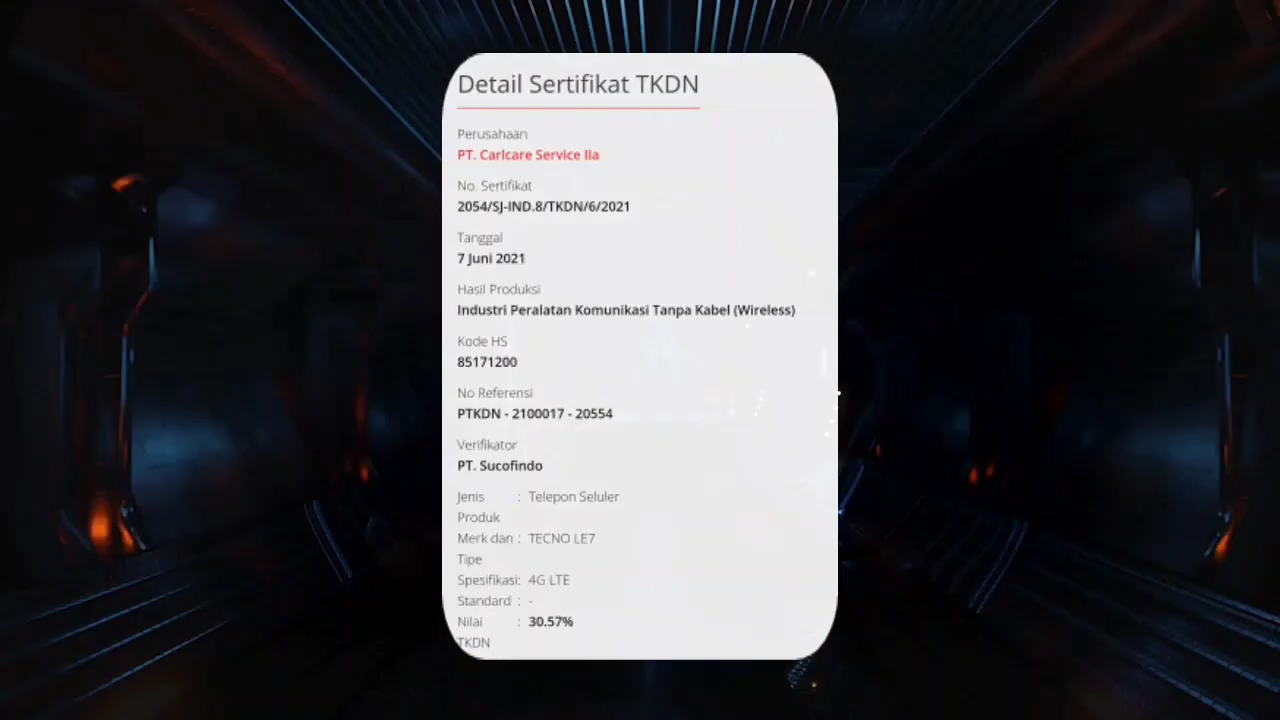 Detail Sertifikat TKDN
Perusahaan
PT. Carlcare Service Ila
No. Sertifikat
2054/SJ-IND.8/TKDN/6/2021
Tanggal
7 Juni 2021
Hasil Produksi
Industri Peralatan Komunikasi Tanpa Kabel (Wireless)
Kode HS
85171200
No Referensi
PTKDN - 2100017 - 20554
Verifikator
PT. Sucofindo
Jenis : Telepon Seluler
Produk
Merk dan : TECNO LE7
Tipe
Spesifikasi: 4G LTE
Standard : -
Nilai : 30.57%
TKDN